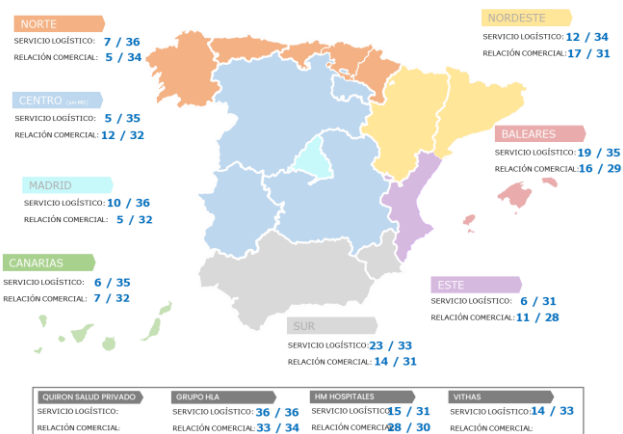 NORTE
SERVICIO LOGÍSTICO: 7 / 36
RELACIÓN COMERCIAL: 5 / 34
NORDESTE
SERVICIO LOGÍSTICO: 12 / 34
RELACIÓN COMERCIAL: 17 / 31
CENTRO
SERVICIO LOGÍSTICO: 5 / 35
RELACIÓN COMERCIAL: 12 / 32
BALEARES
SERVICIO LOGÍSTICO: 19 / 35
RELACIÓN COMERCIAL: 16 / 29
MADRID
SERVICIO LOGÍSTICO: 10 / 36
RELACIÓN COMERCIAL: 5 / 32
CANARIAS
SERVICIO LOGÍSTICO: 6 / 35
RELACIÓN COMERCIAL: 7 / 32
ESTE
SERVICIO LOGÍSTICO: 6 / 31
RELACIÓN COMERCIAL: 11 / 28
SUR
SERVICIO LOGÍSTICO: 23 / 33
RELACIÓN COMERCIAL: 14 / 31
QUIRON SALUD PRIVADO
SERVICIO LOGÍSTICO:
RELACIÓN COMERCIAL:
GRUPO HLA
SERVICIO LOGÍSTICO: 36 / 36
RELACIÓN COMERCIAL: 33 / 34
HM HOSPITALES
SERVICIO LOGÍSTICO: 15 / 31
RELACIÓN COMERCIAL: 28 / 30
VITHAS
SERVICIO LOGÍSTICO: 14 / 33
RELACIÓN COMERCIAL: